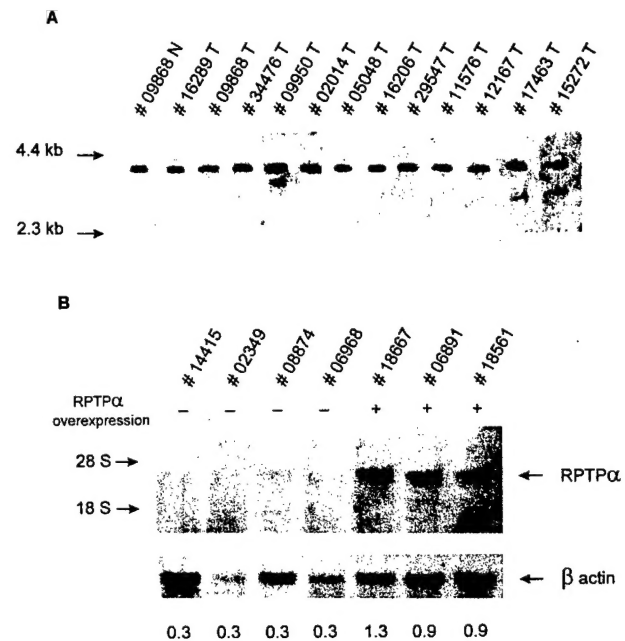 A
# 09868 N
# 16289 T
# 09868 T
# 34476 T
# 09950 T
# 02014 T
# 05048 T
# 16206 T
# 29547 T
# 11576 T
# 12167 T
# 17463 T
# 15272 T
4.4 kb
2.3 kb
B
# 14415
# 02349
# 08874
# 06968
# 18667
# 06891
# 18561
RPTPα
overexpression
− − − − + + +
28 S
RPTPα
18 S
β actin
0.3 0.3 0.3 0.3 1.3 0.9 0.9